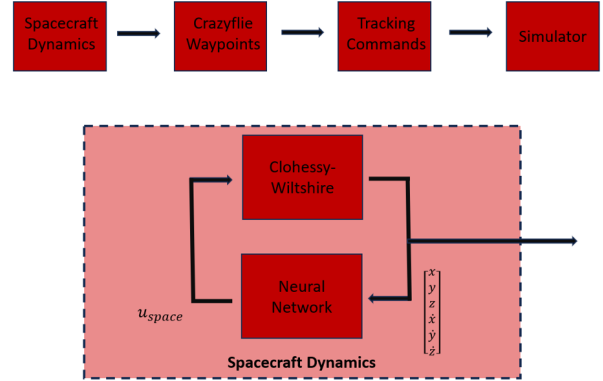 Spacecraft
Dynamics
Crazyflie
Waypoints
Tracking
Commands
Simulator
Clohessy-
Wiltshire
Neural
Network
u_space
x
y
z
ẋ
ẏ
ż
Spacecraft Dynamics